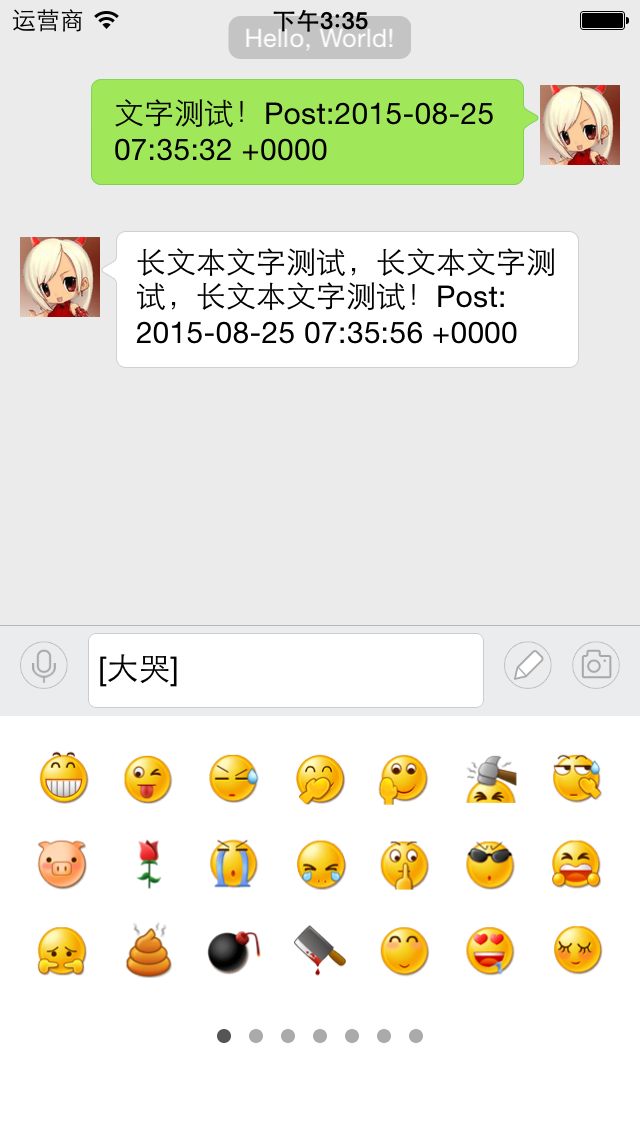 运营商 下午3:35
Hello, World!
文字测试！Post:2015-08-25
07:35:32 +0000
长文本文字测试，长文本文字测
试，长文本文字测试！Post:
2015-08-25 07:35:56 +0000
[大哭]